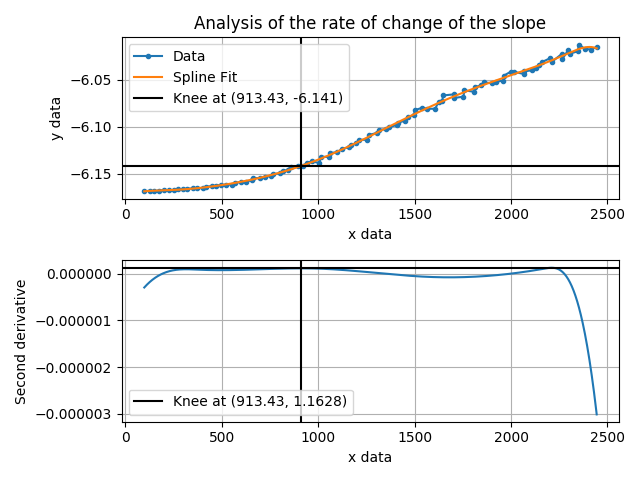 Analysis of the rate of change of the slope
Data
Spline Fit
Knee at (913.43, -6.141)
y data
−6.05
−6.10
−6.15
0 500 1000 1500 2000 2500
x data
Second derivative
0.000000
−0.000001
−0.000002
−0.000003
Knee at (913.43, 1.1628)
0 500 1000 1500 2000 2500
x data